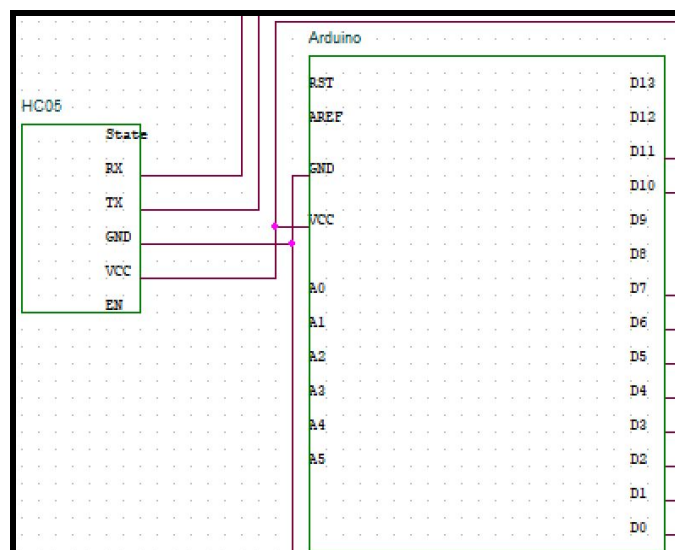 Arduino
HC05
State
RX
TX
GND
VCC
EN
RST
AREF
GND
VCC
A0
A1
A2
A3
A4
A5
D13
D12
D11
D10
D9
D8
D7
D6
D5
D4
D3
D2
D1
D0